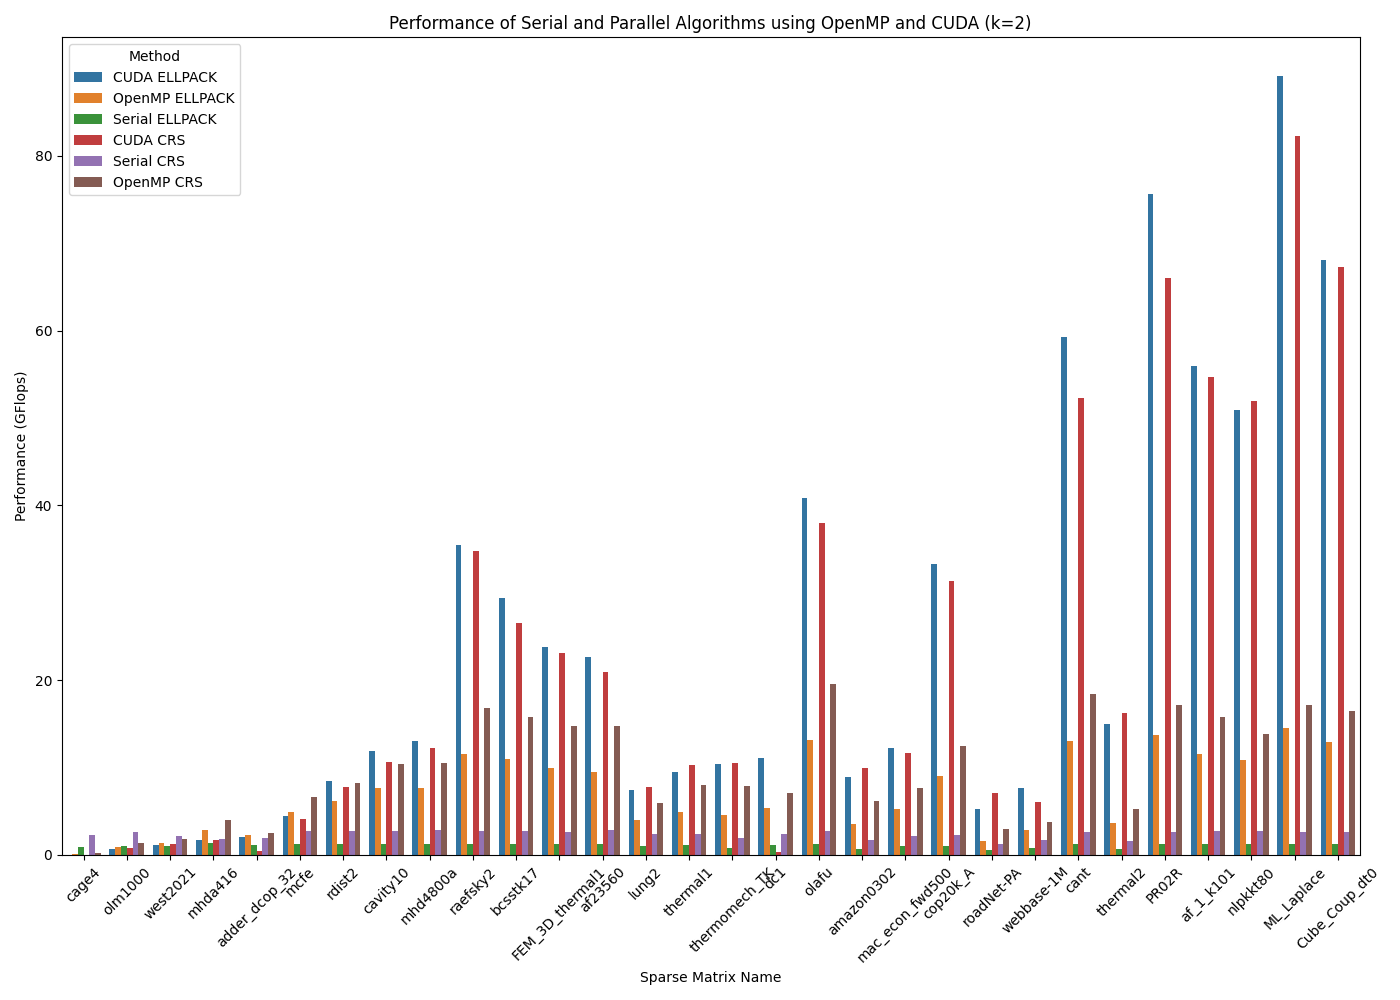 Performance of Serial and Parallel Algorithms using OpenMP and CUDA (k=2)
Method
CUDA ELLPACK
OpenMP ELLPACK
Serial ELLPACK
CUDA CRS
Serial CRS
OpenMP CRS
Performance (GFlops)
80
60
40
20
0
cage4
olm1000
west2021
mhda416
adder_dcop_32
mcfe
rdist2
cavity10
mhd4800a
raefsky2
bcsstk17
FEM_3D_thermal1
af23560
lung2
thermal1
thermomech_TK
dc1
olafu
amazon0302
mac_econ_fwd500
cop20k_A
roadNet-PA
webbase-1M
cant
thermal2
PR02R
af_1_k101
nlpkkt80
ML_Laplace
Cube_Coup_dt0
Sparse Matrix Name